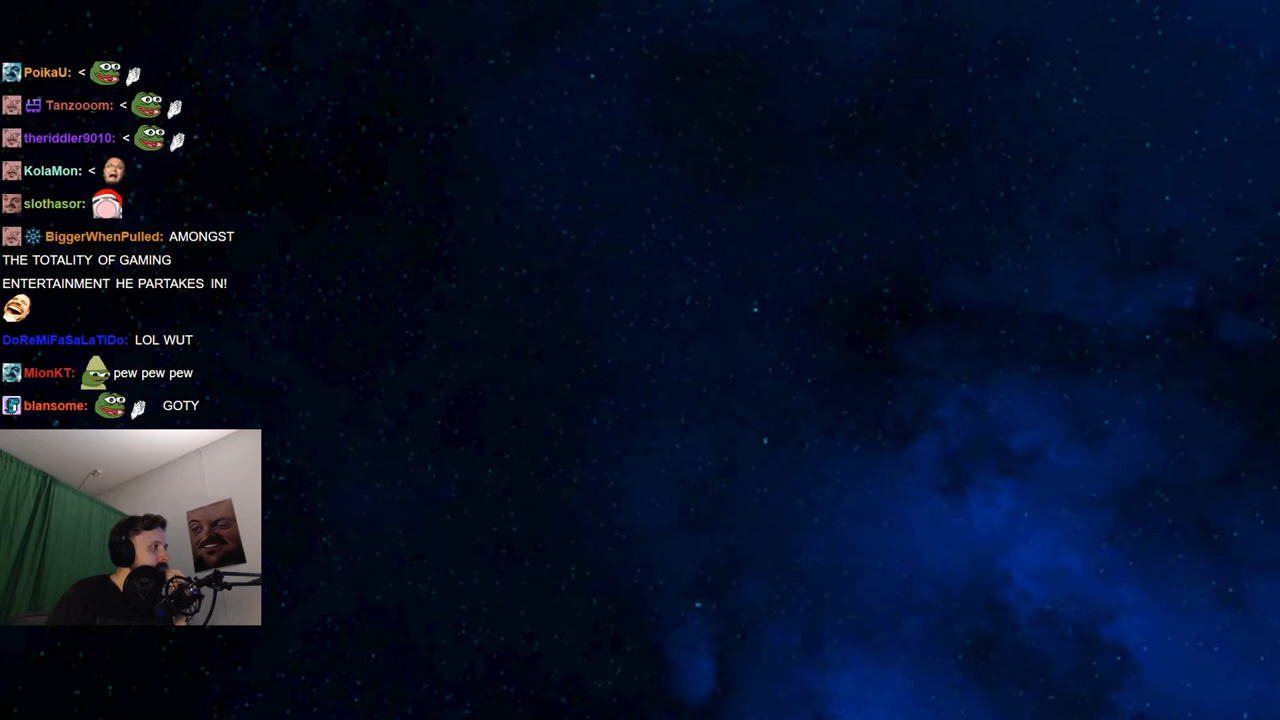 PoikaU: <
Tanzooom: <
theriddler9010: <
KolaMon: <
slothasor:
BiggerWhenPulled: AMONGST
THE TOTALITY OF GAMING
ENTERTAINMENT HE PARTAKES IN!
DoReMiFaSaLaTiDo: LOL WUT
MionKT: pew pew pew
blansome: GOTY